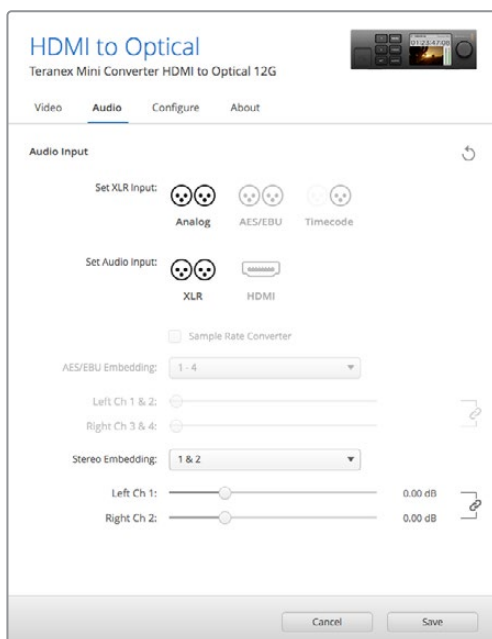 HDMI to Optical
Teranex Mini Converter HDMI to Optical 12G
01:23:47:06
Video Audio Configure About
Audio Input
Set XLR Input:
Analog AES/EBU Timecode
Set Audio Input:
XLR HDMI
Sample Rate Converter
AES/EBU Embedding: 1 - 4
Left Ch 1 & 2:
Right Ch 3 & 4:
Stereo Embedding: 1 & 2
Left Ch 1: 0.00 dB
Right Ch 2: 0.00 dB
Cancel Save